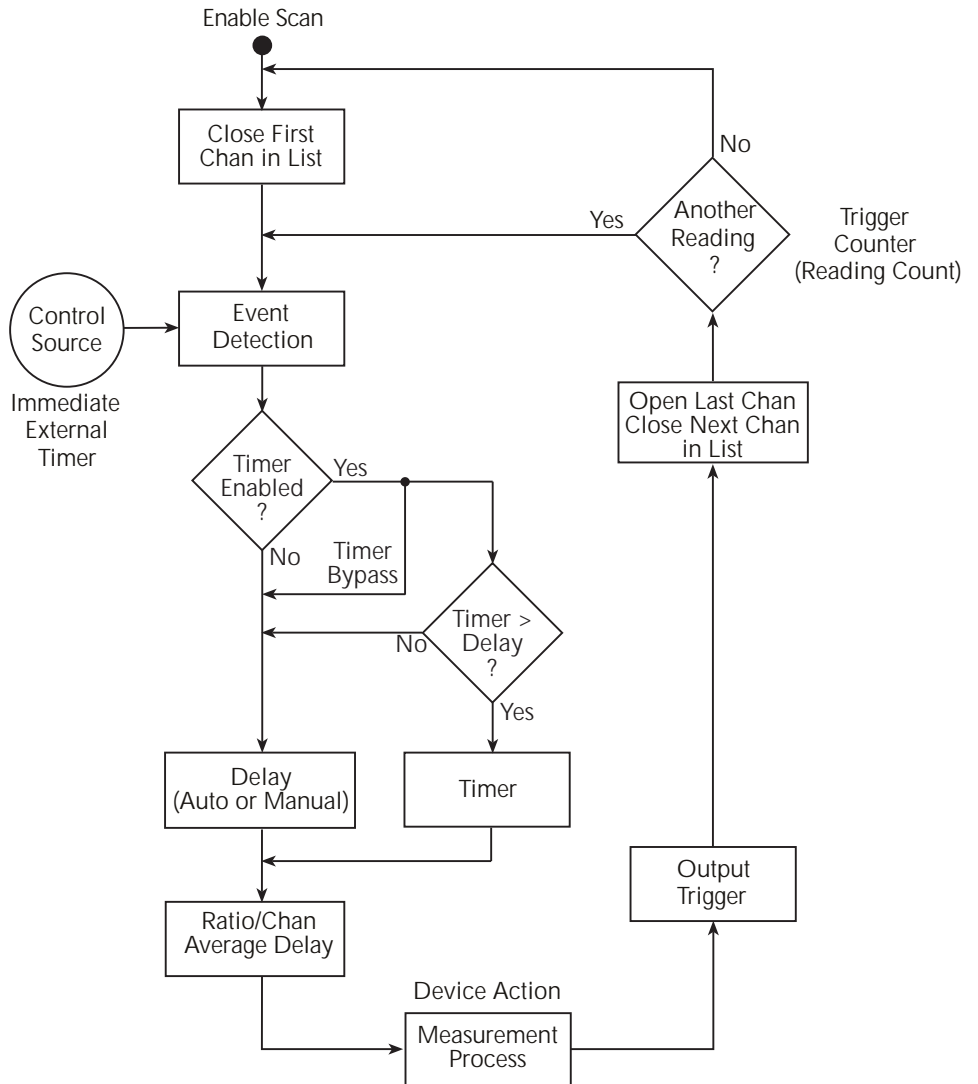 Enable Scan
Close First
Chan in List
No
Another
Reading
?
Yes
Trigger
Counter
(Reading Count)
Control
Source
Immediate
External
Timer
Event
Detection
Open Last Chan
Close Next Chan
in List
Timer
Enabled
?
Yes
No
Timer
Bypass
Timer >
Delay
?
No
Yes
Delay
(Auto or Manual)
Timer
Output
Trigger
Ratio/Chan
Average Delay
Device Action
Measurement
Process